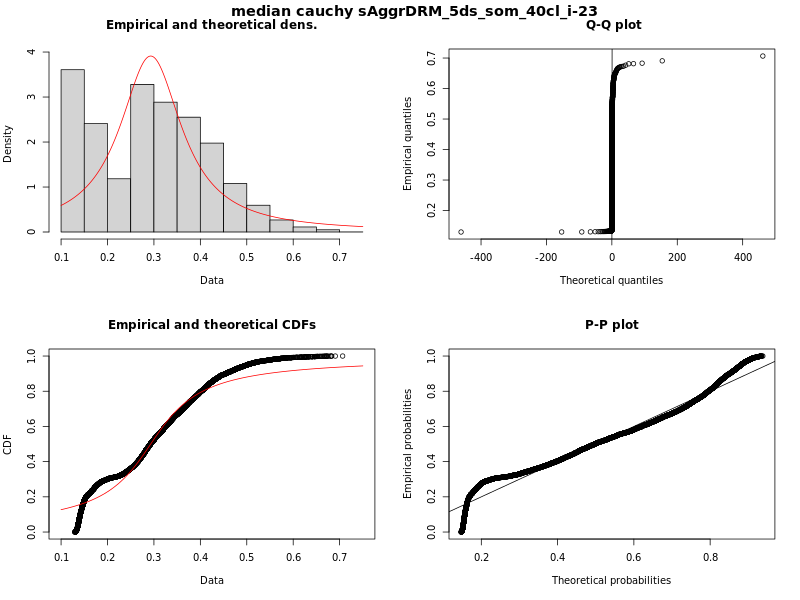 median cauchy sAggrDRM_5ds_som_40cl_i-23
Empirical and theoretical dens.
Density
0 1 2 3 4
0.1 0.2 0.3 0.4 0.5 0.6 0.7
Data
Q-Q plot
Empirical quantiles
0.2 0.3 0.4 0.5 0.6 0.7
-400 -200 0 200 400
Theoretical quantiles
Empirical and theoretical CDFs
CDF
0.0 0.2 0.4 0.6 0.8 1.0
0.1 0.2 0.3 0.4 0.5 0.6 0.7
Data
P-P plot
Empirical probabilities
0.0 0.2 0.4 0.6 0.8 1.0
0.2 0.4 0.6 0.8
Theoretical probabilities